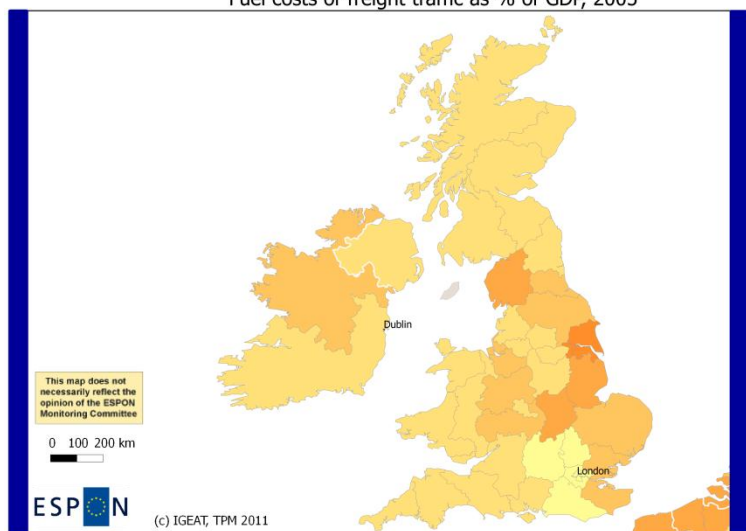 Fuel costs of freight traffic as % of GDP, 2005
Dublin
This map does not
necessarily reflect the
opinion of the ESPON
Monitoring Committee
0 100 200 km
London
ESPON
(c) IGEAT, TPM 2011